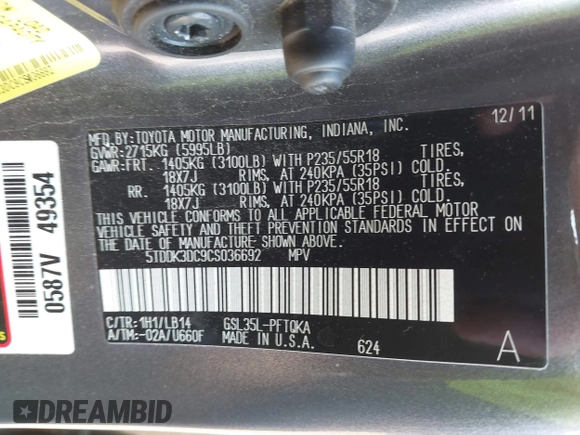 MFD.BY:TOYOTA MOTOR MANUFACTURING, INDIANA, INC. 12/11
GVWR:2715KG (5995LB)
GAWR:FRT. 1405KG (3100LB) WITH P235/55R18 TIRES,
18X7J RIMS, AT 240KPA (35PSI) COLD.
RR. 1405KG (3100LB) WITH P235/55R18 TIRES,
18X7J RIMS, AT 240KPA (35PSI) COLD.
THIS VEHICLE CONFORMS TO ALL APPLICABLE FEDERAL MOTOR
VEHICLE SAFETY AND THEFT PREVENTION STANDARDS IN EFFECT
ON THE DATE OF MANUFACTURE SHOWN ABOVE.
5TDDK3DC9CS036692 MPV
C/TR:1H1/LB14 GSL35L-PFTQKA
A/TM:-02A/U660F MADE IN U.S.A. 624 A
0587V 49354
DREAMBID